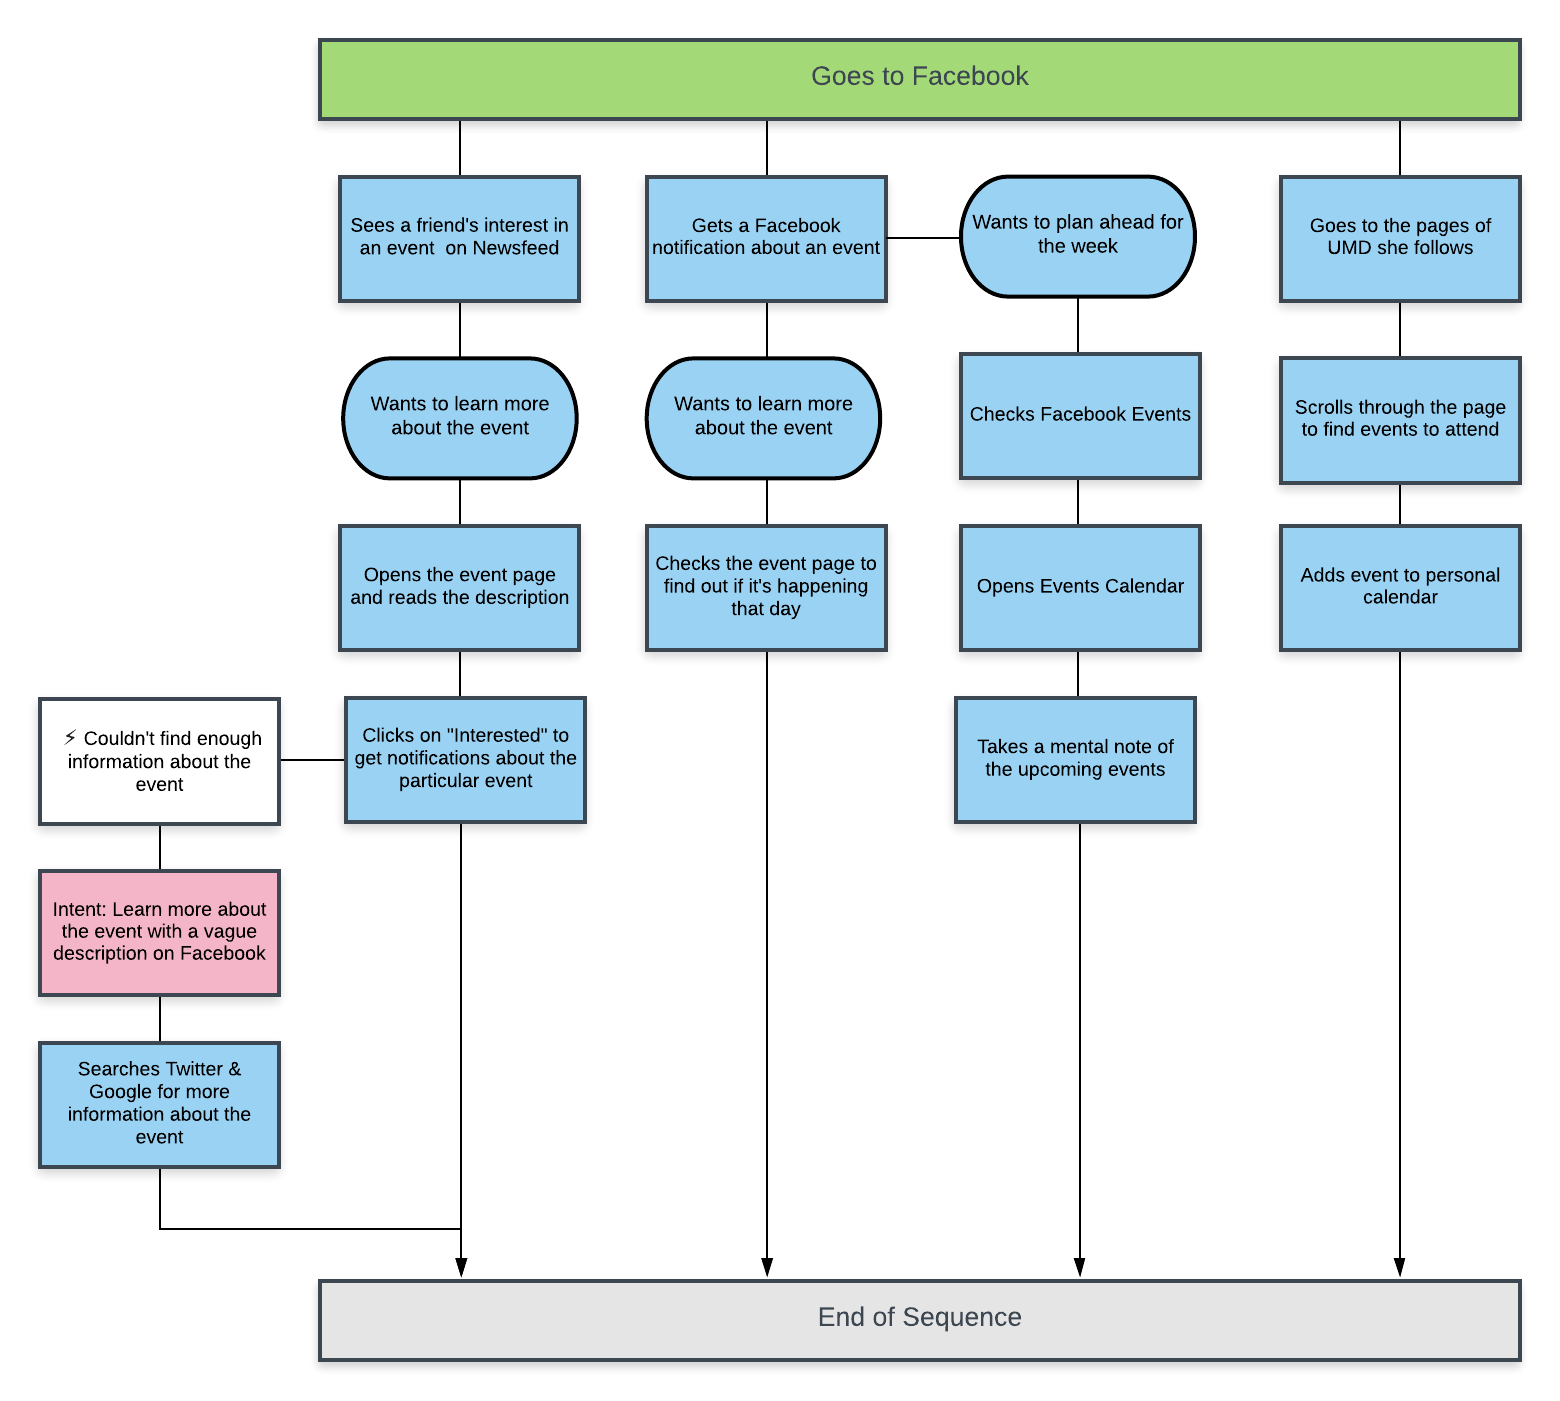 Goes to Facebook
Sees a friend's interest in
an event  on Newsfeed
Gets a Facebook
notification about an event
Wants to plan ahead for
the week
Goes to the pages of
UMD she follows
Wants to learn more
about the event
Wants to learn more
about the event
Checks Facebook Events
Scrolls through the page
to find events to attend
Opens the event page
and reads the description
Checks the event page to
find out if it's happening
that day
Opens Events Calendar
Adds event to personal
calendar
⚡ Couldn't find enough
information about the
event
Clicks on "Interested" to
get notifications about the
particular event
Takes a mental note of
the upcoming events
Intent: Learn more about
the event with a vague
description on Facebook
Searches Twitter &
Google for more
information about the
event
End of Sequence